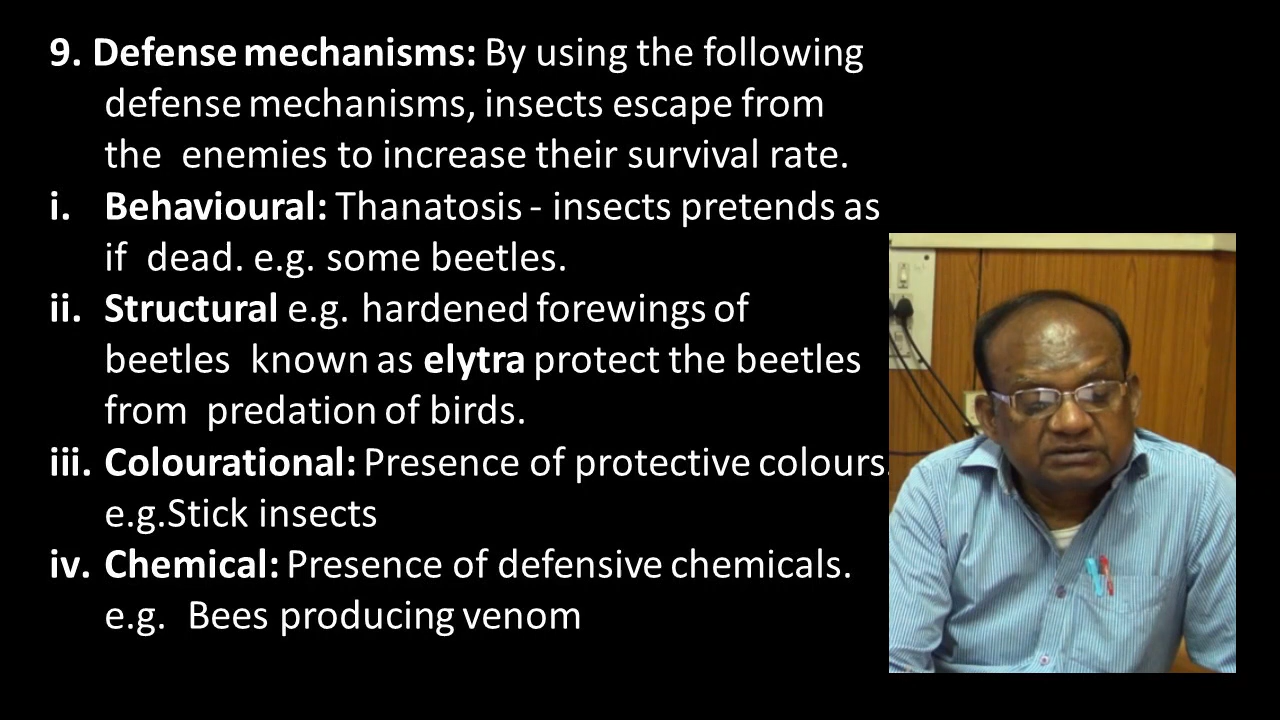 9. Defense mechanisms: By using the following
defense mechanisms, insects escape from
the enemies to increase their survival rate.
i. Behavioural: Thanatosis - insects pretends as
if dead. e.g. some beetles.
ii. Structural e.g. hardened forewings of
beetles known as elytra protect the beetles
from predation of birds.
iii. Colourational: Presence of protective colours.
e.g.Stick insects
iv. Chemical: Presence of defensive chemicals.
e.g. Bees producing venom